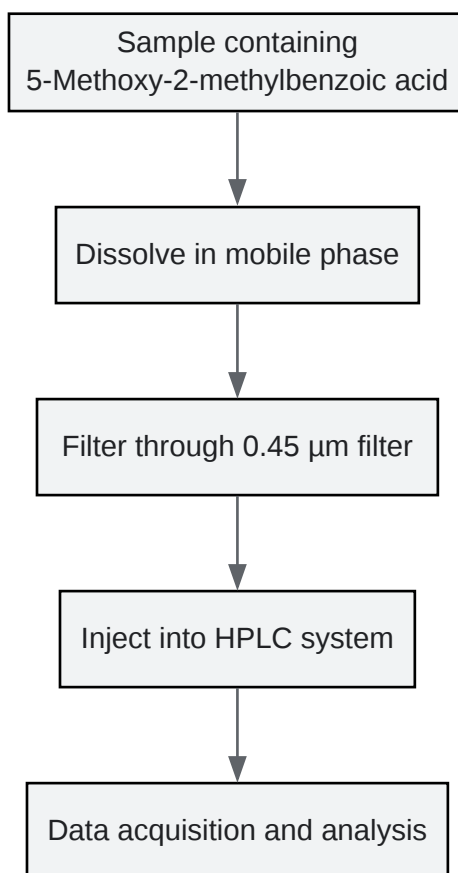 Sample containing
5-Methoxy-2-methylbenzoic acid
Dissolve in mobile phase
Filter through 0.45 µm filter
Inject into HPLC system
Data acquisition and analysis